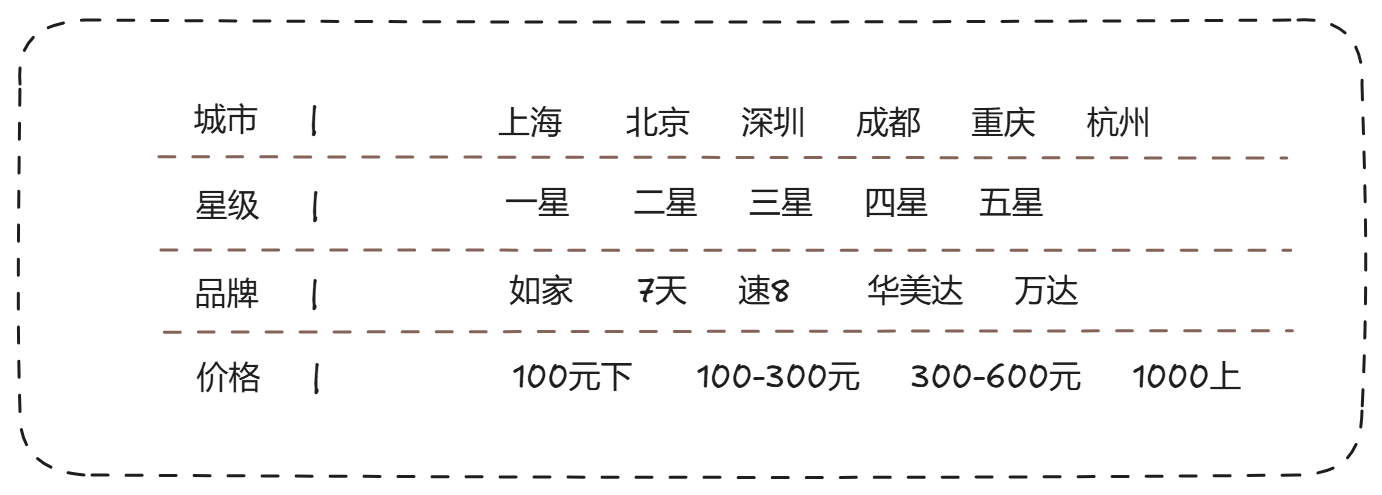 城市 | 上海 北京 深圳 成都 重庆 杭州
星级 | 一星 二星 三星 四星 五星
品牌 | 如家 7天 速8 华美达 万达
价格 | 100元下 100-300元 300-600元 1000上